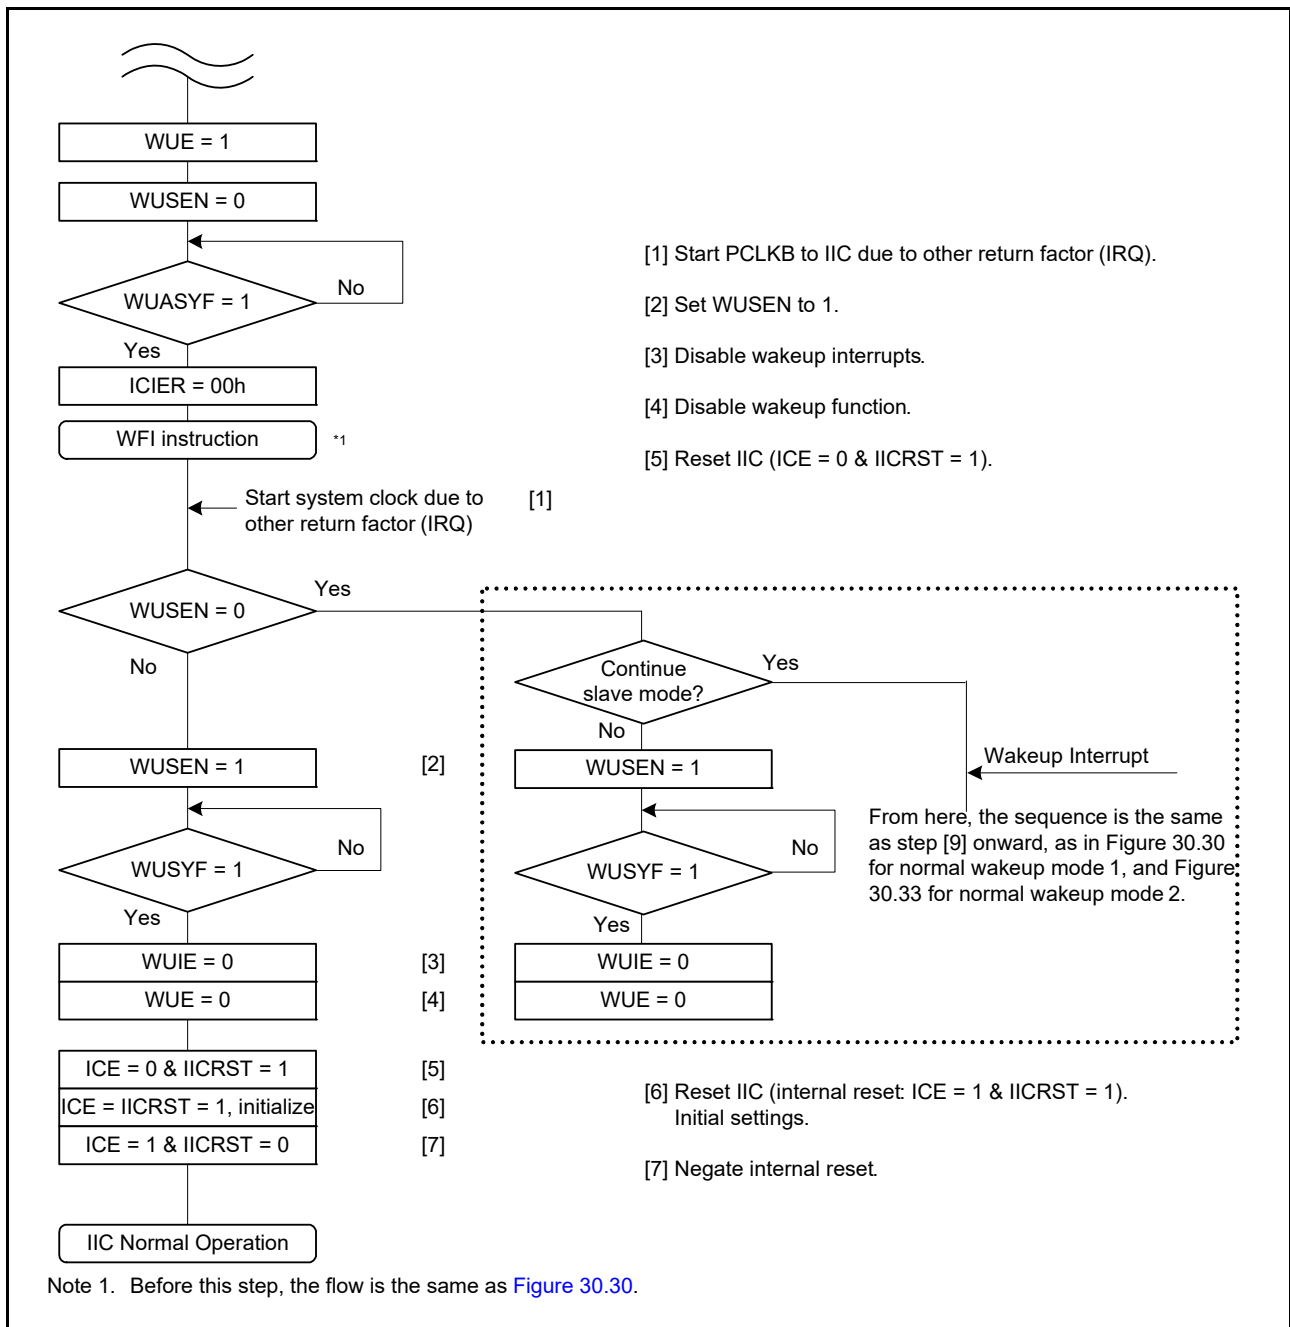 WUE = 1
WUSEN = 0
WUASYF = 1
No
Yes
ICIER = 00h
WFI instruction
*1
[1] Start PCLKB to IIC due to other return factor (IRQ).
[2] Set WUSEN to 1.
[3] Disable wakeup interrupts.
[4] Disable wakeup function.
[5] Reset IIC (ICE = 0 & IICRST = 1).
Start system clock due to
other return factor (IRQ)
[1]
WUSEN = 0
Yes
No
WUSEN = 1
[2]
WUSYF = 1
No
Yes
WUIE = 0
[3]
WUE = 0
[4]
ICE = 0 & IICRST = 1
[5]
ICE = IICRST = 1, initialize
[6]
ICE = 1 & IICRST = 0
[7]
IIC Normal Operation
Continue
slave mode?
Yes
No
WUSEN = 1
WUSYF = 1
No
Yes
WUIE = 0
WUE = 0
Wakeup Interrupt
From here, the sequence is the same
as step [9] onward, as in Figure 30.30
for normal wakeup mode 1, and Figure
30.33 for normal wakeup mode 2.
[6] Reset IIC (internal reset: ICE = 1 & IICRST = 1).
Initial settings.
[7] Negate internal reset.
Note 1. Before this step, the flow is the same as Figure 30.30.